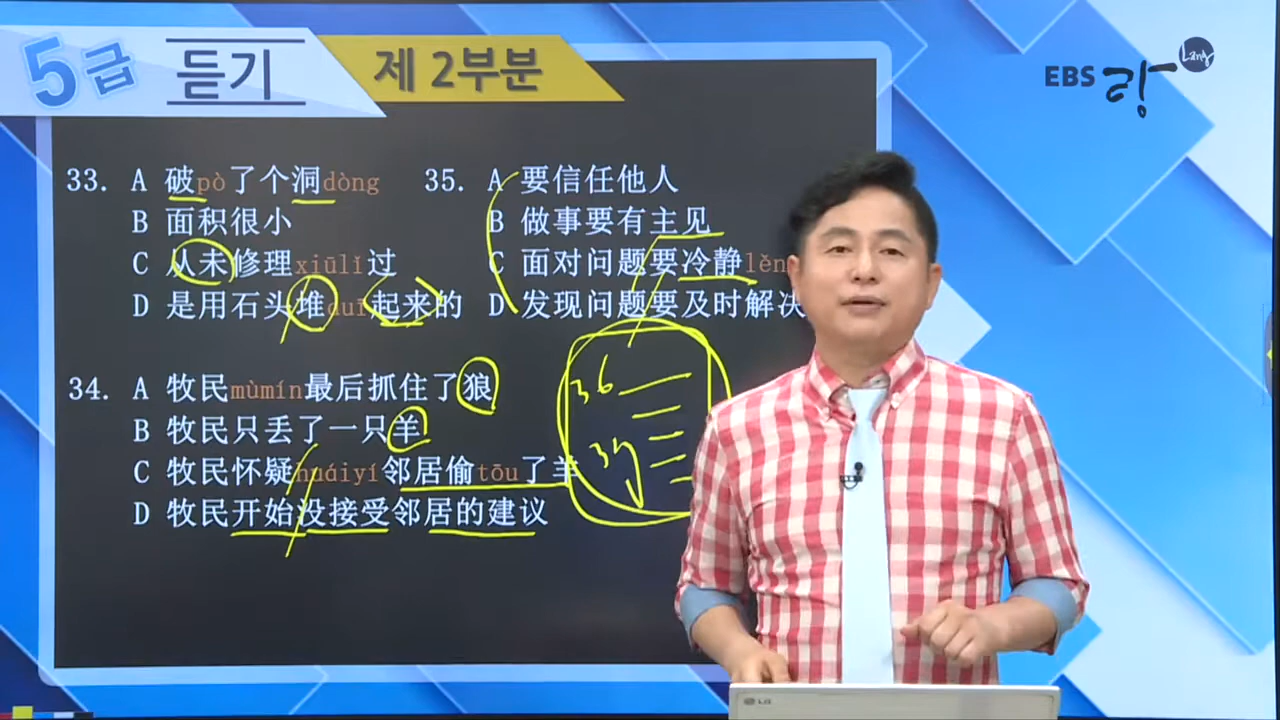 5급 듣기 제 2부분
EBS 랑 Lang
33. A 破pò了个洞dòng
B 面积很小
C 从未修理xiūlǐ过
D 是用石头堆duī起来的
34. A 牧民mùmín最后抓住了狼
B 牧民只丢了一只羊
C 牧民怀疑huáiyí邻居偷tōu了羊
D 牧民开始没接受邻居的建议
35. A 要信任他人
B 做事要有主见
C 面对问题要冷静lěn
D 发现问题要及时解决
36
37
LG